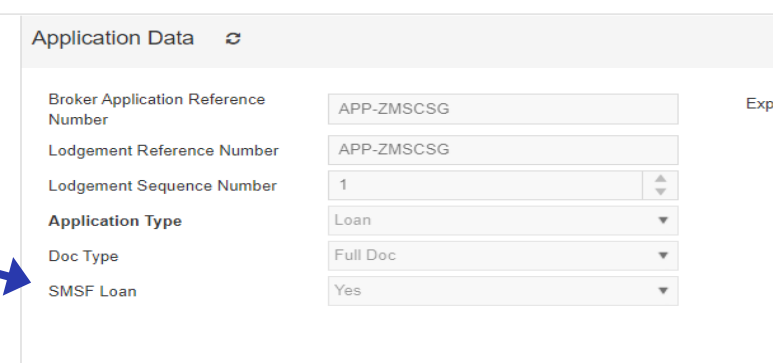 Application Data
Broker Application Reference
Number
APP-ZMSCSG
Exp
Lodgement Reference Number
APP-ZMSCSG
Lodgement Sequence Number
1
Application Type
Loan
Doc Type
Full Doc
SMSF Loan
Yes